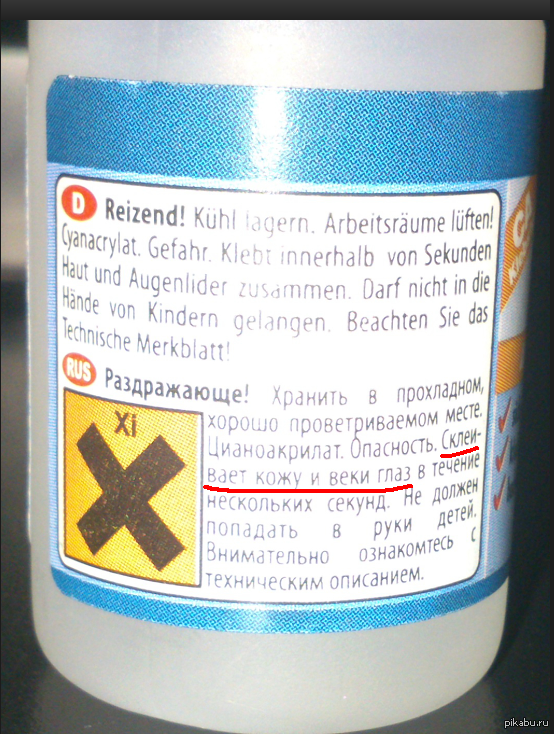 D Reizend! Kühl lagern. Arbeitsräume lüften!
Cyanacrylat. Gefahr. Klebt innerhalb von Sekunden
Haut und Augenlider zusammen. Darf nicht in die
Hände von Kindern gelangen. Beachten Sie das
Technische Merkblatt!
RUS Раздражающе! Хранить в прохладном,
хорошо проветриваемом месте.
Цианоакрилат. Опасность. Склеи-
вает кожу и веки глаз в течение
нескольких секунд. Не должен
попадать в руки детей.
Внимательно ознакомтесь с
техническим описанием.
Xi
pikabu.ru